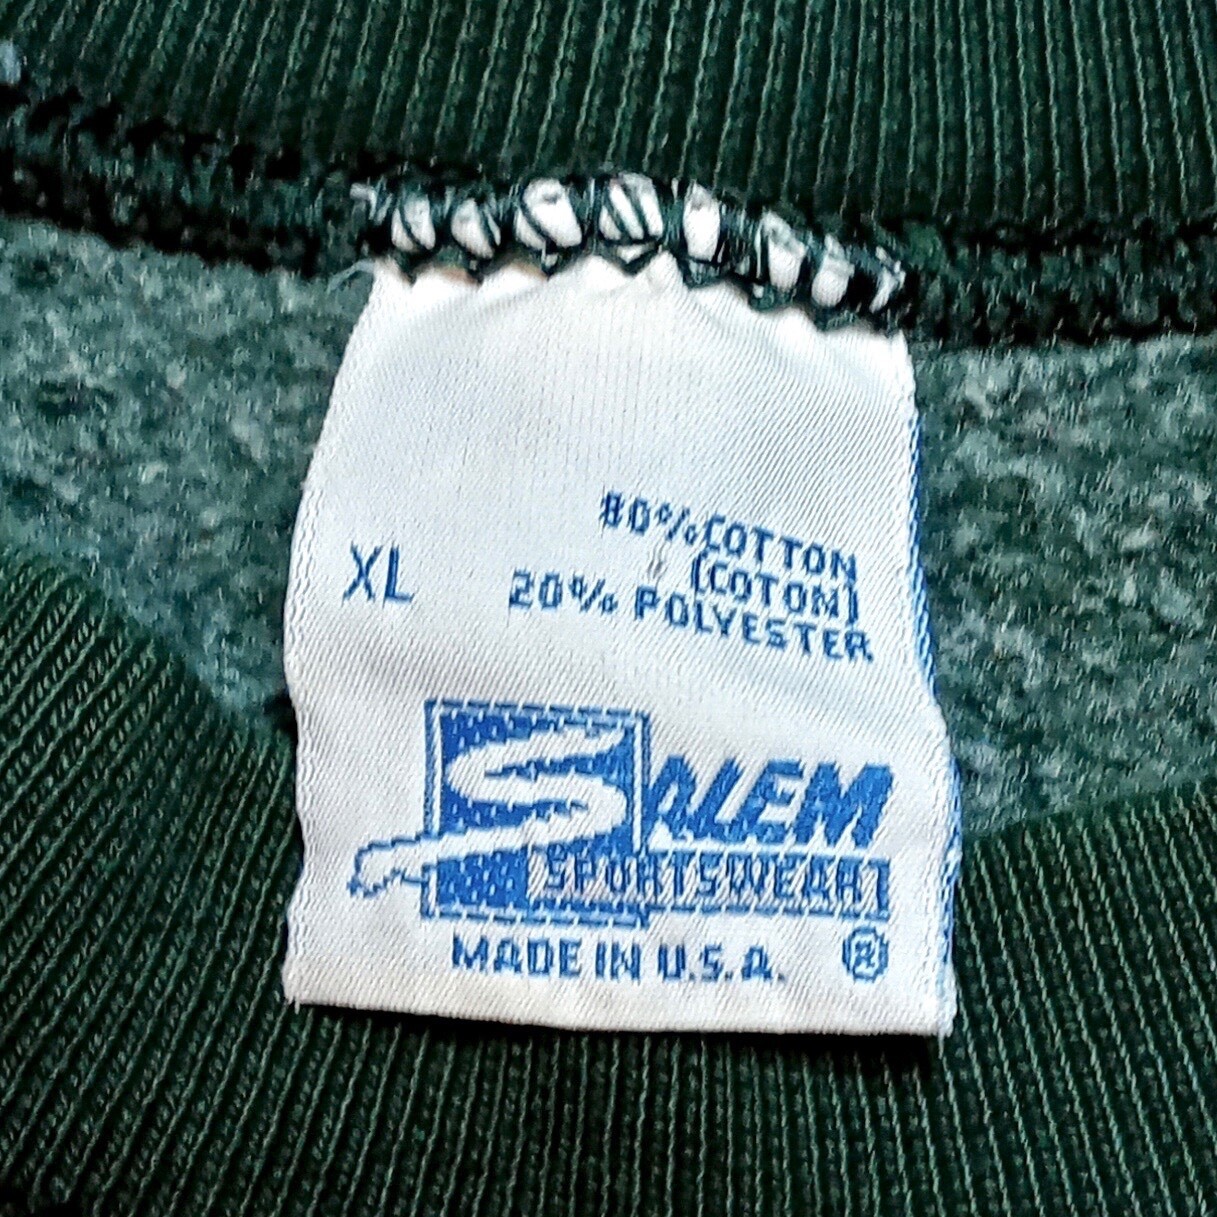 80% COTTON
(COTON)
XL 20% POLYESTER
SALEM
SPORTSWEAR
MADE IN U.S.A. ®